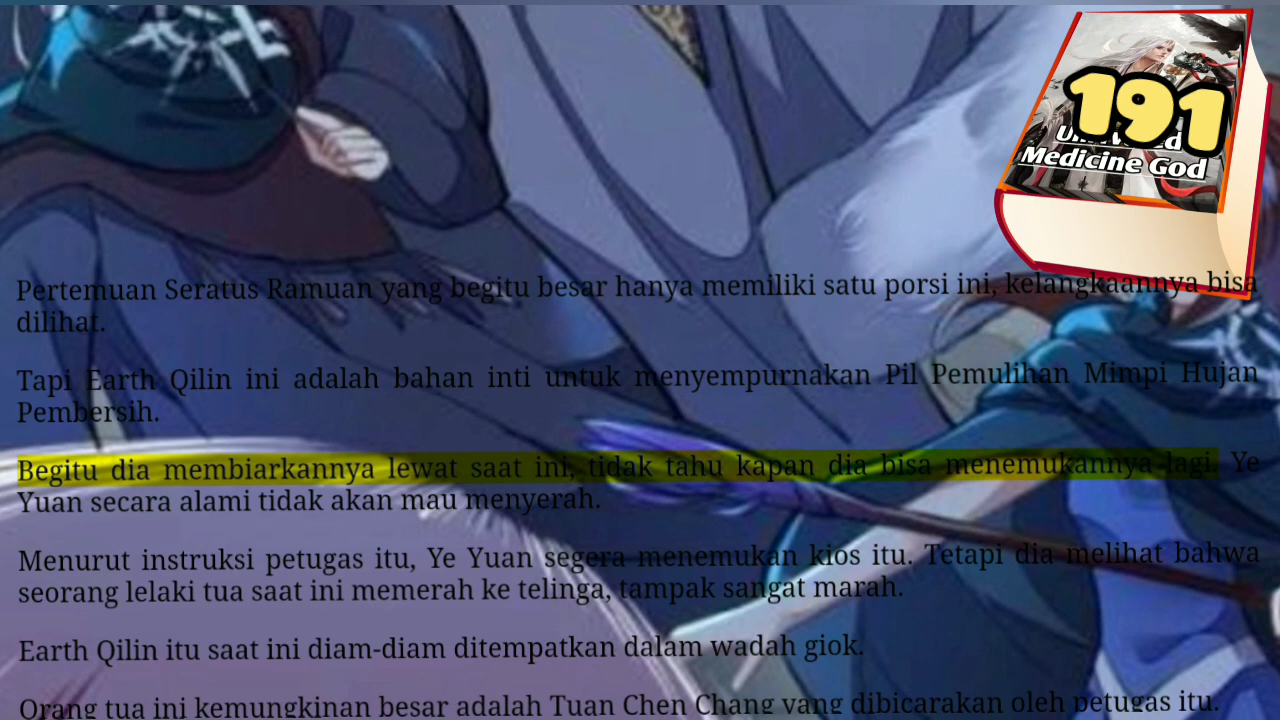 191
Medicine God
Pertemuan Seratus Ramuan yang begitu besar hanya memiliki satu porsi ini, kelangkaannya bisa
dilihat.
Tapi Earth Qilin ini adalah bahan inti untuk menyempurnakan Pil Pemulihan Mimpi Hujan
Pembersih.
Begitu dia membiarkannya lewat saat ini, tidak tahu kapan dia bisa menemukannya lagi. Ye
Yuan secara alami tidak akan mau menyerah.
Menurut instruksi petugas itu, Ye Yuan segera menemukan kios itu. Tetapi dia melihat bahwa
seorang lelaki tua saat ini memerah ke telinga, tampak sangat marah.
Earth Qilin itu saat ini diam-diam ditempatkan dalam wadah giok.
Orang tua ini kemungkinan besar adalah Tuan Chen Chang yang dibicarakan oleh petugas itu.